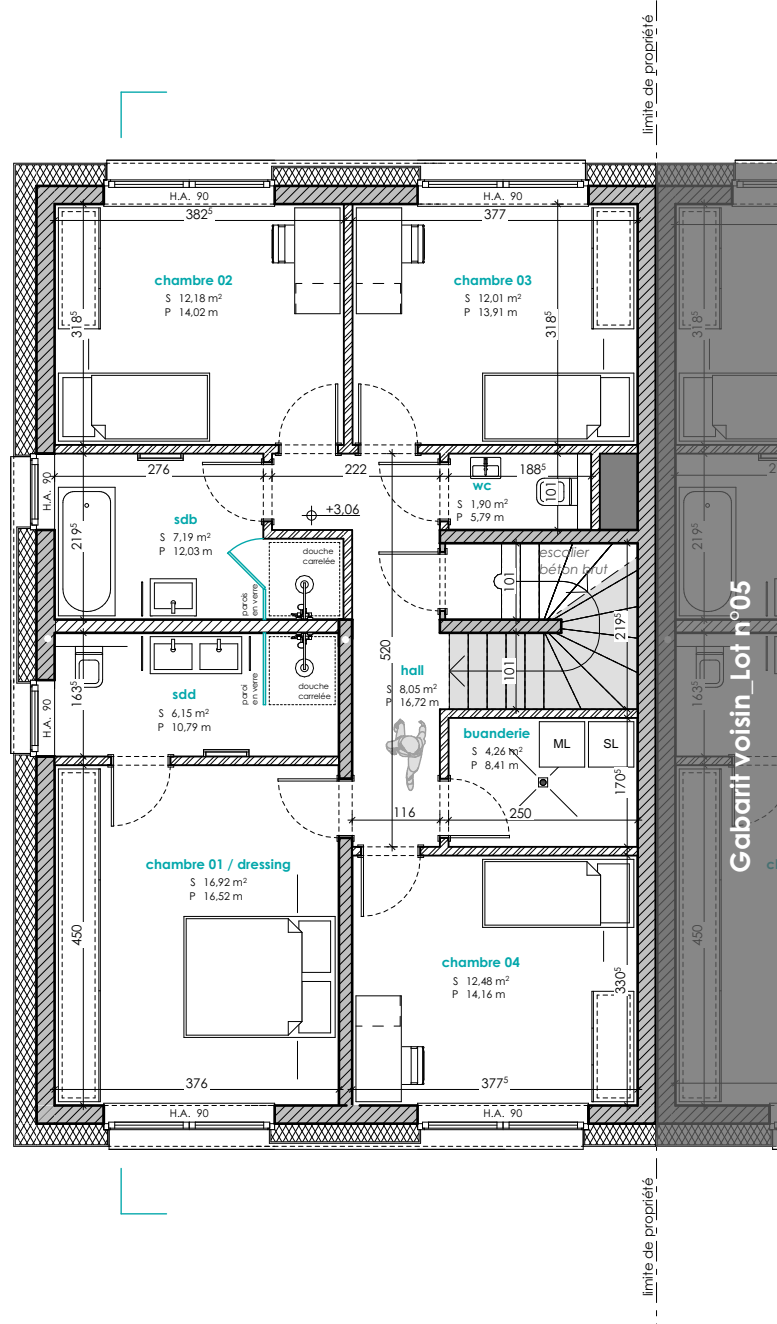 limite de propriété
H.A. 90
H.A. 90
382⁵
377
chambre 02
S 12,18 m²
P 14,02 m
chambre 03
S 12,01 m²
P 13,91 m
318⁵
318⁵
276
222
188⁵
H.A. 90
wc
S 1,90 m²
P 5,79 m
101
+3,06
sdb
S 7,19 m²
P 12,03 m
219⁵
219⁵
douche
carrelée
parois
en verre
escalier
béton brut
101
219⁵
520
101
Gabarit voisin_Lot n°05
hall
S 8,05 m²
P 16,72 m
sdd
S 6,15 m²
P 10,79 m
163⁵
163⁵
paroi
en verre
douche
carrelée
H.A. 90
buanderie
S 4,26 m²
P 8,41 m
ML
SL
170⁵
116
250
chambre 01 / dressing
S 16,92 m²
P 16,52 m
450
450
chambre 04
S 12,48 m²
P 14,16 m
330⁵
376
377⁵
H.A. 90
H.A. 90
limite de propriété